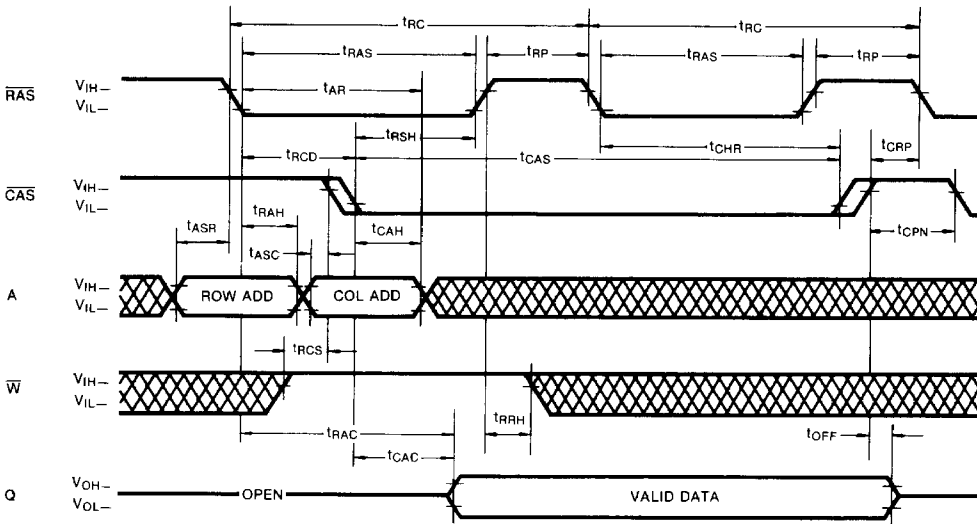 tRC tRC
tRAS tRP tRAS tRP
RAS VIH VIL tAR
tRSH tCHR tCRP
tRCD tCAS
CAS VIH VIL
tASR tRAH tCAH tCPN
tASC
A VIH VIL ROW ADD COL ADD
tRCS
W VIH VIL
tRAC tRRH tOFF
tCAC
Q VOH VOL OPEN VALID DATA